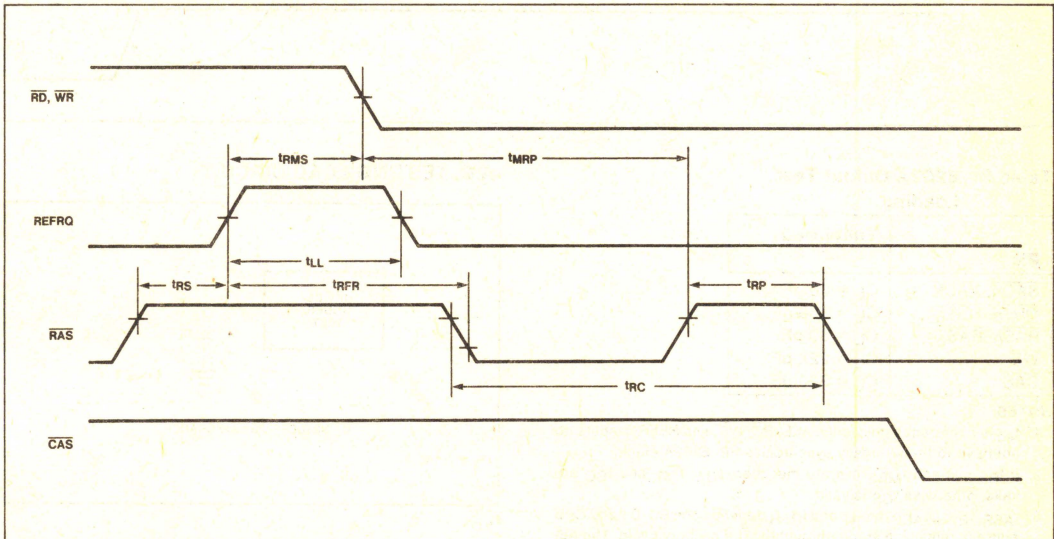 RD, WR
tRMS
tMRP
REFRQ
tLL
tRS
tRFR
tRP
RAS
tRC
CAS